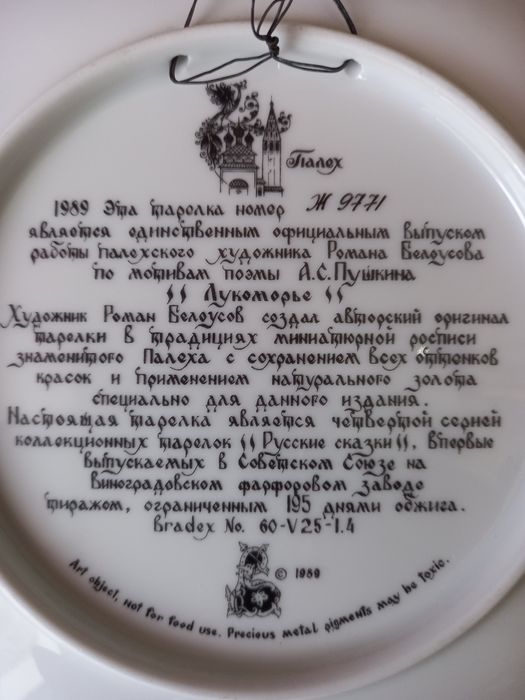 Палех
1989 Эта тарелка номер Ж 9771
является единственным официальным выпуском
работы палехского художника Романа Белоусова
по мотивам поэмы А.С.Пушкина
"Лукоморье"
Художник Роман Белоусов создал авторский оригинал
тарелки в традициях миниатюрной росписи
знаменитого Палеха с сохранением всех оттенков
красок и применением натурального золота
специально для данного издания.
Настоящая тарелка является четвертой серией
коллекционных тарелок "Русские сказки", впервые
выпускаемых в Советском Союзе на
Виноградовском фарфоровом заводе
тиражом, ограниченным 195 днями обжига.
Bradex No. 60-V25-1.4
© 1989
Art object, not for food use. Precious metal pigments may be toxic.